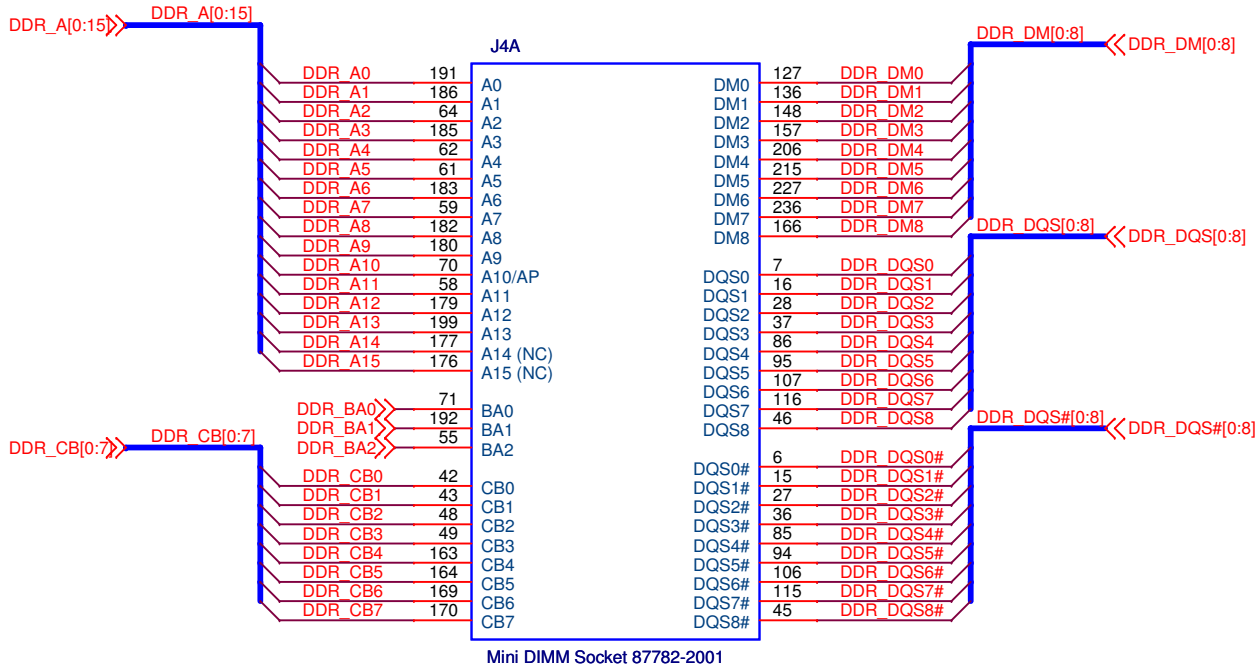 DDR_A[0:15] DDR_A[0:15]
DDR_DM[0:8] DDR_DM[0:8]
J4A
DDR_A0 191 A0 DM0 127 DDR_DM0
DDR_A1 186 A1 DM1 136 DDR_DM1
DDR_A2 64 A2 DM2 148 DDR_DM2
DDR_A3 185 A3 DM3 157 DDR_DM3
DDR_A4 62 A4 DM4 206 DDR_DM4
DDR_A5 61 A5 DM5 215 DDR_DM5
DDR_A6 183 A6 DM6 227 DDR_DM6
DDR_A7 59 A7 DM7 236 DDR_DM7
DDR_A8 182 A8 DM8 166 DDR_DM8
DDR_DQS[0:8] DDR_DQS[0:8]
DDR_A9 180 A9
DDR_A10 70 A10/AP DQS0 7 DDR_DQS0
DDR_A11 58 A11 DQS1 16 DDR_DQS1
DDR_A12 179 A12 DQS2 28 DDR_DQS2
DDR_A13 199 A13 DQS3 37 DDR_DQS3
DDR_A14 177 A14 (NC) DQS4 86 DDR_DQS4
DDR_A15 176 A15 (NC) DQS5 95 DDR_DQS5
DQS6 107 DDR_DQS6
DDR_BA0 71 BA0 DQS7 116 DDR_DQS7
DDR_BA1 192 BA1 DQS8 46 DDR_DQS8
DDR_DQS#[0:8] DDR_DQS#[0:8]
DDR_BA2 55 BA2
DDR_CB[0:7] DDR_CB[0:7]
DQS0# 6 DDR_DQS0#
DDR_CB0 42 CB0 DQS1# 15 DDR_DQS1#
DDR_CB1 43 CB1 DQS2# 27 DDR_DQS2#
DDR_CB2 48 CB2 DQS3# 36 DDR_DQS3#
DDR_CB3 49 CB3 DQS4# 85 DDR_DQS4#
DDR_CB4 163 CB4 DQS5# 94 DDR_DQS5#
DDR_CB5 164 CB5 DQS6# 106 DDR_DQS6#
DDR_CB6 169 CB6 DQS7# 115 DDR_DQS7#
DDR_CB7 170 CB7 DQS8# 45 DDR_DQS8#
Mini DIMM Socket 87782-2001